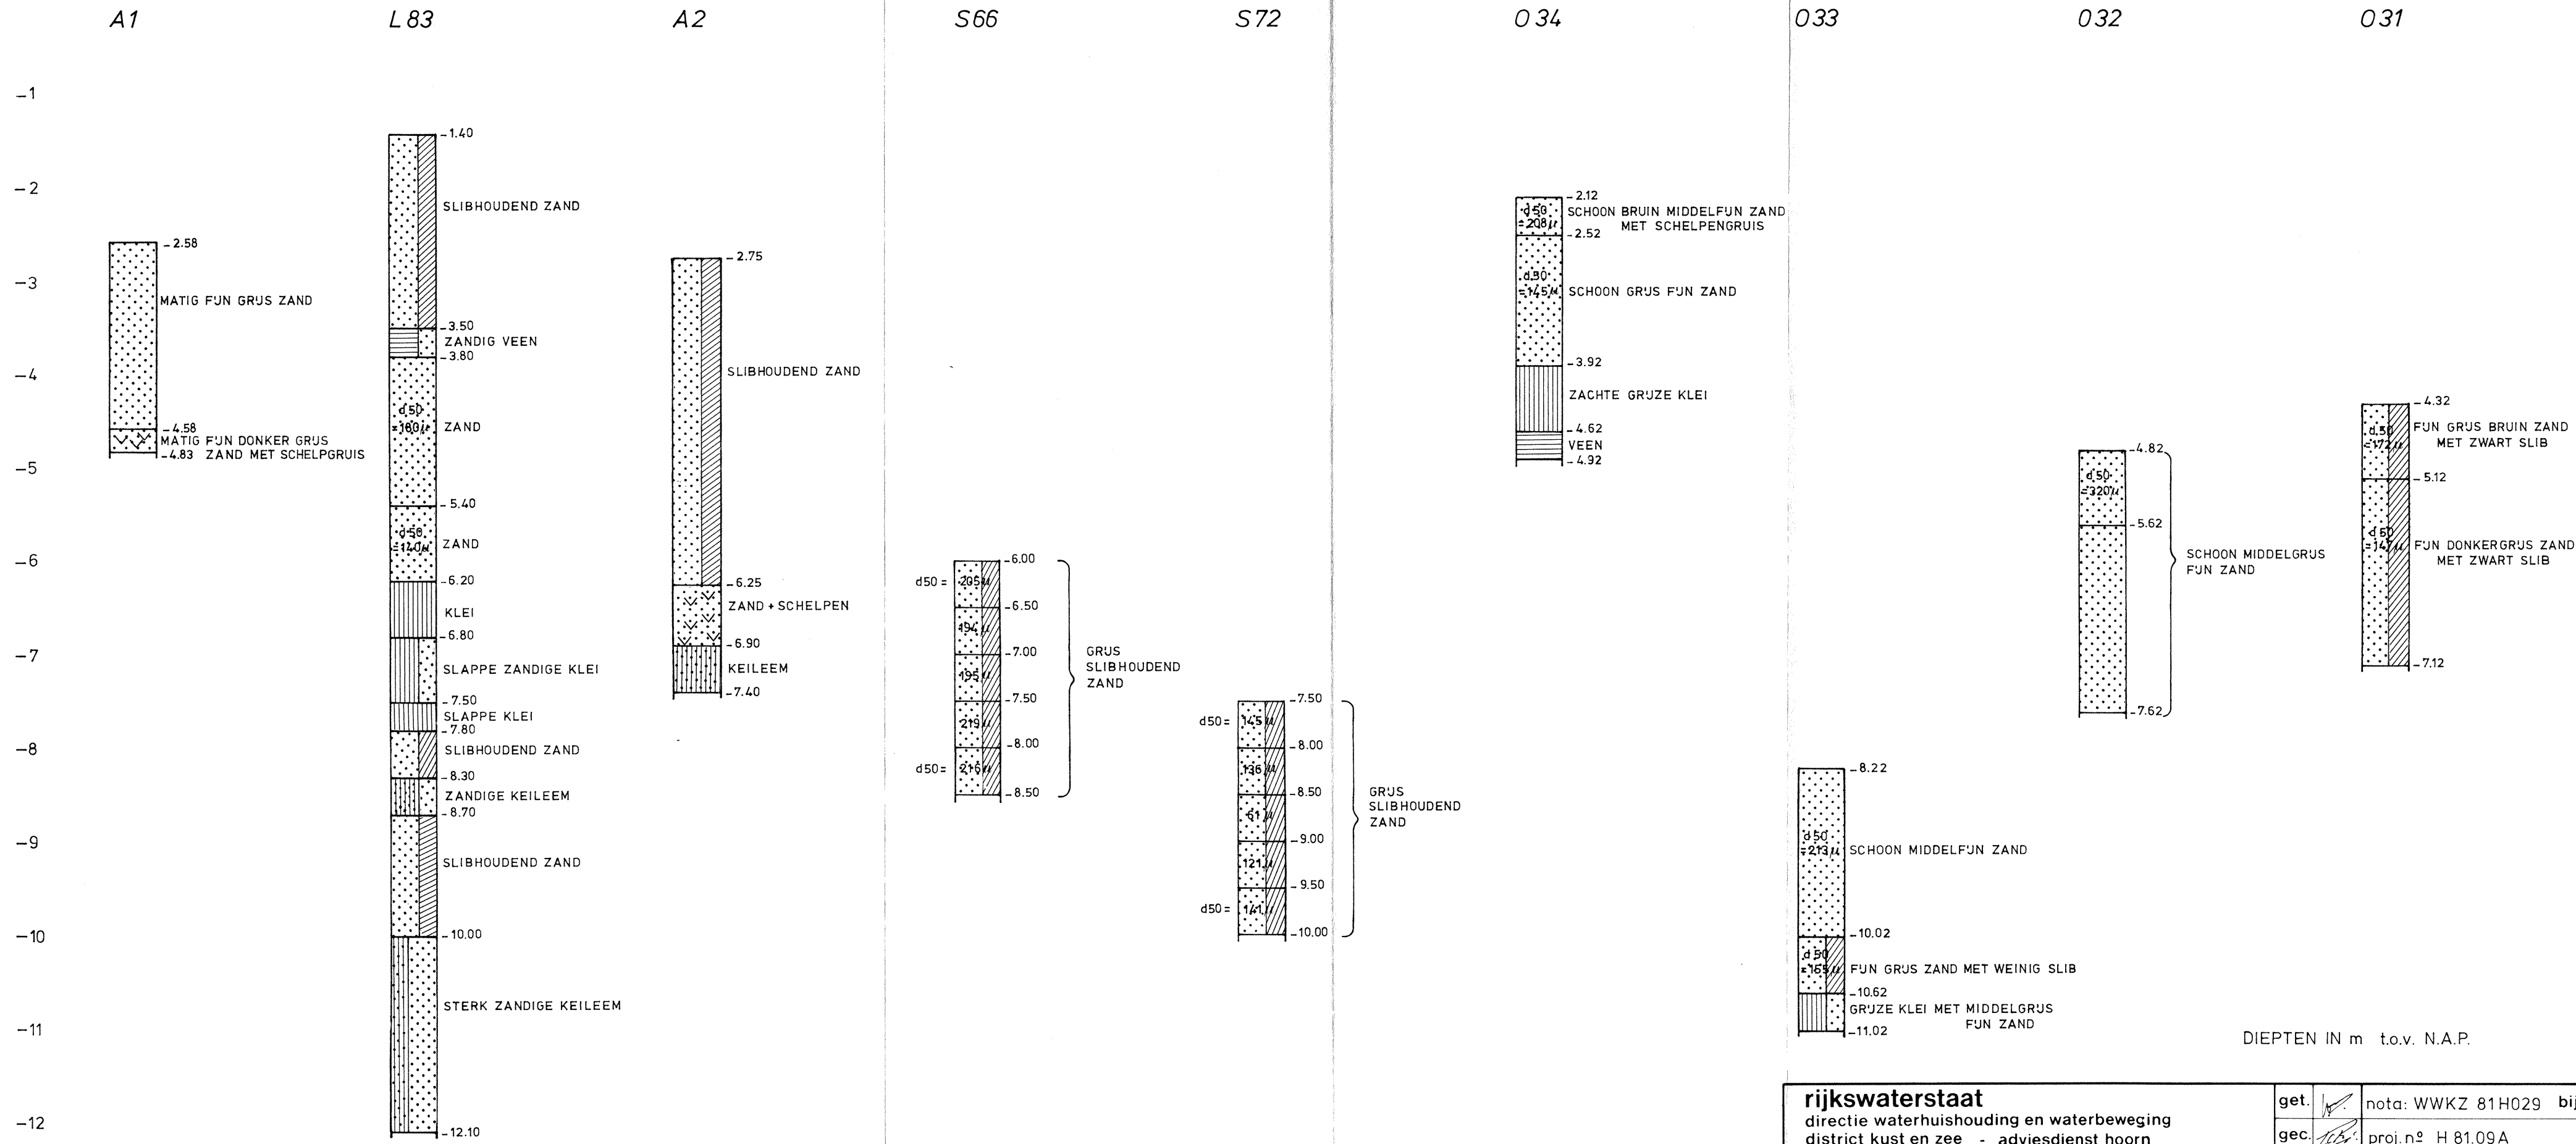 A1 L83 A2 S66 S72 O34 O33 O32 O31
-1
-2
-3
-4
-5
-6
-7
-8
-9
-10
-11
-12
-2.58
MATIG FIJN GRIJS ZAND
-4.58
MATIG FIJN DONKER GRIJS
-4.83 ZAND MET SCHELPGRUIS
-1.40
SLIBHOUDEND ZAND
-3.50
ZANDIG VEEN
-3.80
d50
=180µ ZAND
-5.40
d50
=140µ ZAND
-6.20
KLEI
-6.80
SLAPPE ZANDIGE KLEI
-7.50
SLAPPE KLEI
-7.80
SLIBHOUDEND ZAND
-8.30
ZANDIGE KEILEEM
-8.70
SLIBHOUDEND ZAND
-10.00
STERK ZANDIGE KEILEEM
-12.10
-2.75
SLIBHOUDEND ZAND
-6.25
ZAND + SCHELPEN
-6.90
KEILEEM
-7.40
-6.00
d50= 205µ
-6.50
194µ
-7.00
195µ
-7.50
219µ
-8.00
d50= 216µ
-8.50
GRIJS
SLIBHOUDEND
ZAND
-7.50
d50= 145µ
-8.00
136µ
-8.50
61µ
-9.00
121µ
-9.50
d50= 141µ
-10.00
GRIJS
SLIBHOUDEND
ZAND
-2.12
d50 SCHOON BRUIN MIDDELFIJN ZAND
=208µ MET SCHELPENGRUIS
-2.52
d50
=145µ SCHOON GRIJS FIJN ZAND
-3.92
ZACHTE GRIJZE KLEI
-4.62
VEEN
-4.92
-8.22
d50
=213µ SCHOON MIDDELFIJN ZAND
-10.02
d50
=155µ FIJN GRIJS ZAND MET WEINIG SLIB
-10.62
GRIJZE KLEI MET MIDDELGRIJS
FIJN ZAND
-11.02
-4.82
d50
=320µ
-5.62
SCHOON MIDDELGRIJS
FIJN ZAND
-7.62
-4.32
d50 FIJN GRIJS BRUIN ZAND
=172µ MET ZWART SLIB
-5.12
d50
=147µ FIJN DONKERGRIJS ZAND
MET ZWART SLIB
-7.12
DIEPTEN IN m t.o.v. N.A.P.
rijkswaterstaat
directie waterhuishouding en waterbeweging
district kust en zee - adviesdienst hoorn
get.
nota: WWKZ 81H029 bij
gec.
proj.nº H 81.09A